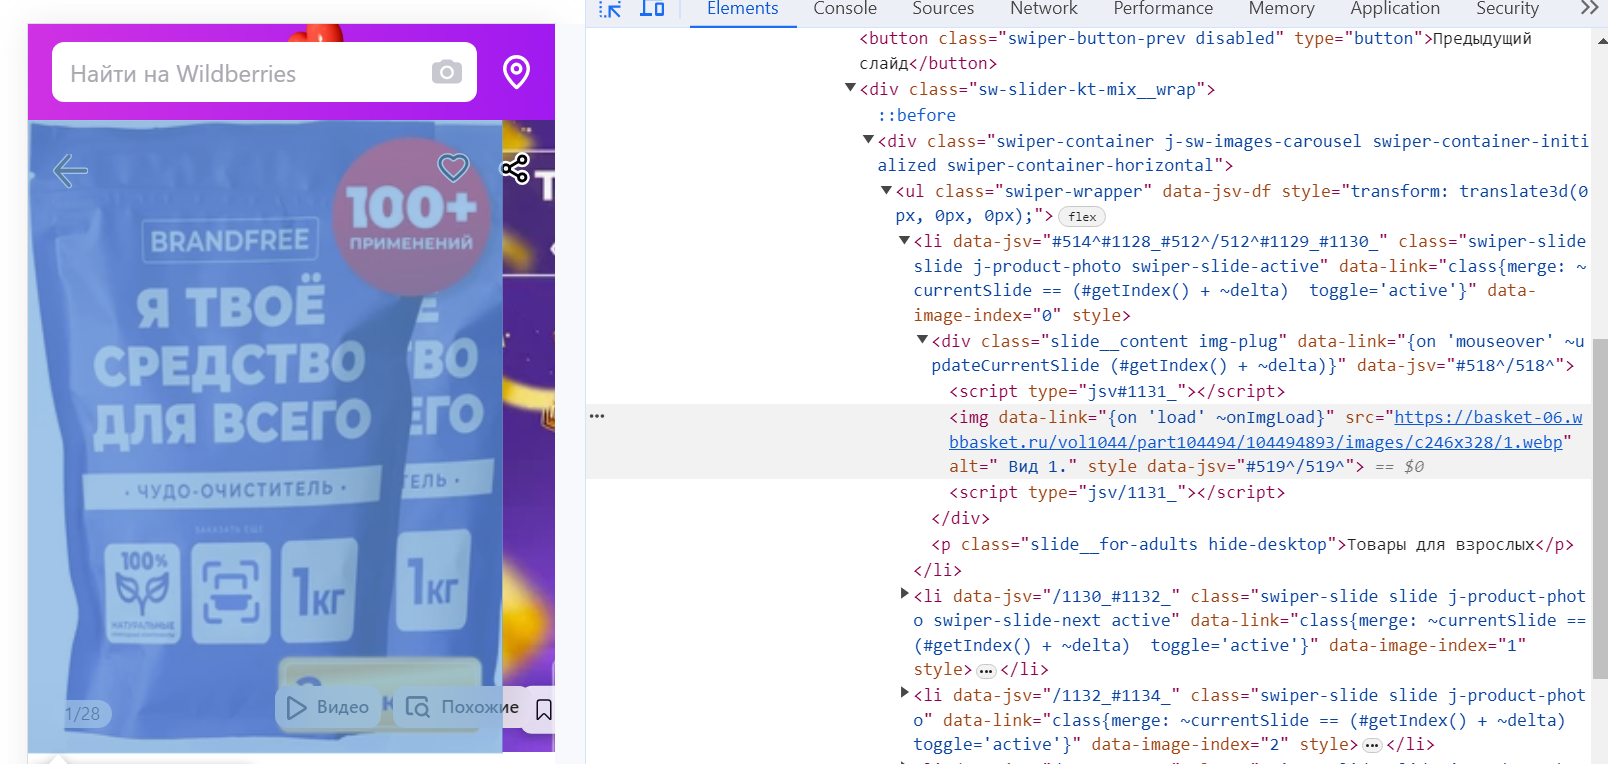 Найти на Wildberries
100+
ПРИМЕНЕНИЙ
BRANDFREE
Я ТВОЁ
СРЕДСТВО
ДЛЯ ВСЕГО
Е
ТВО
ЕГО
· ЧУДО-ОЧИСТИТЕЛЬ ·
ТЕЛЬ ·
ЗАКАЗАТЬ ЕЩЕ
100%
НАТУРАЛЬНЫЕ
1КГ
1КГ
1/28
Видео
Похожие
Elements Console Sources Network Performance Memory Application Security
<button class="swiper-button-prev disabled" type="button">Предыдущий
слайд</button>
<div class="sw-slider-kt-mix__wrap">
::before
<div class="swiper-container j-sw-images-carousel swiper-container-initi
alized swiper-container-horizontal">
<ul class="swiper-wrapper" data-jsv-df style="transform: translate3d(0
px, 0px, 0px);"> flex
<li data-jsv="#514^#1128_#512^/512^#1129_#1130_" class="swiper-slide
slide j-product-photo swiper-slide-active" data-link="class{merge: ~
currentSlide == (#getIndex() + ~delta)  toggle='active'}" data-
image-index="0" style>
<div class="slide__content img-plug" data-link="{on 'mouseover' ~u
pdateCurrentSlide (#getIndex() + ~delta)}" data-jsv="#518^/518^">
<script type="jsv#1131_"></script>
<img data-link="{on 'load' ~onImgLoad}" src="https://basket-06.w
bbasket.ru/vol1044/part104494/104494893/images/c246x328/1.webp"
alt=" Вид 1." style data-jsv="#519^/519^"> == $0
<script type="jsv/1131_"></script>
</div>
<p class="slide__for-adults hide-desktop">Товары для взрослых</p>
</li>
<li data-jsv="/1130_#1132_" class="swiper-slide slide j-product-phot
o swiper-slide-next active" data-link="class{merge: ~currentSlide ==
(#getIndex() + ~delta)  toggle='active'}" data-image-index="1"
style>…</li>
<li data-jsv="/1132_#1134_" class="swiper-slide slide j-product-phot
o" data-link="class{merge: ~currentSlide == (#getIndex() + ~delta)
toggle='active'}" data-image-index="2" style>…</li>